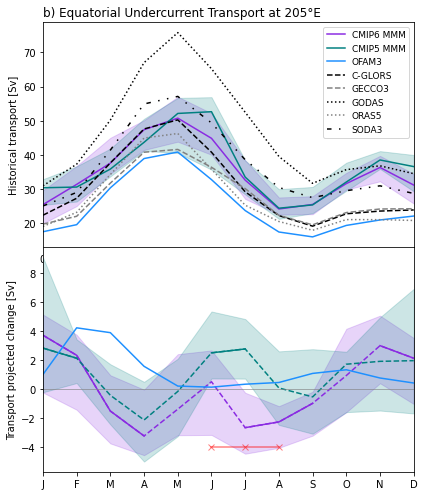 b) Equatorial Undercurrent Transport at 205°E
CMIP6 MMM
CMIP5 MMM
OFAM3
C-GLORS
GECCO3
GODAS
ORAS5
SODA3
Historical transport [Sv]
70
60
50
40
30
20
Transport projected change [Sv]
8
6
4
2
0
−2
−4
J F M A M J J A S O N D